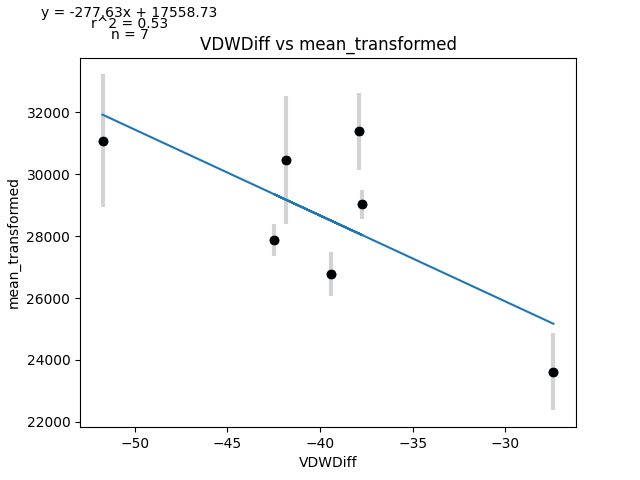 y = -277.63x + 17558.73
r^2 = 0.53
n = 7
VDWDiff vs mean_transformed
mean_transformed
32000
30000
28000
26000
24000
22000
−50
−45
−40
−35
−30
VDWDiff